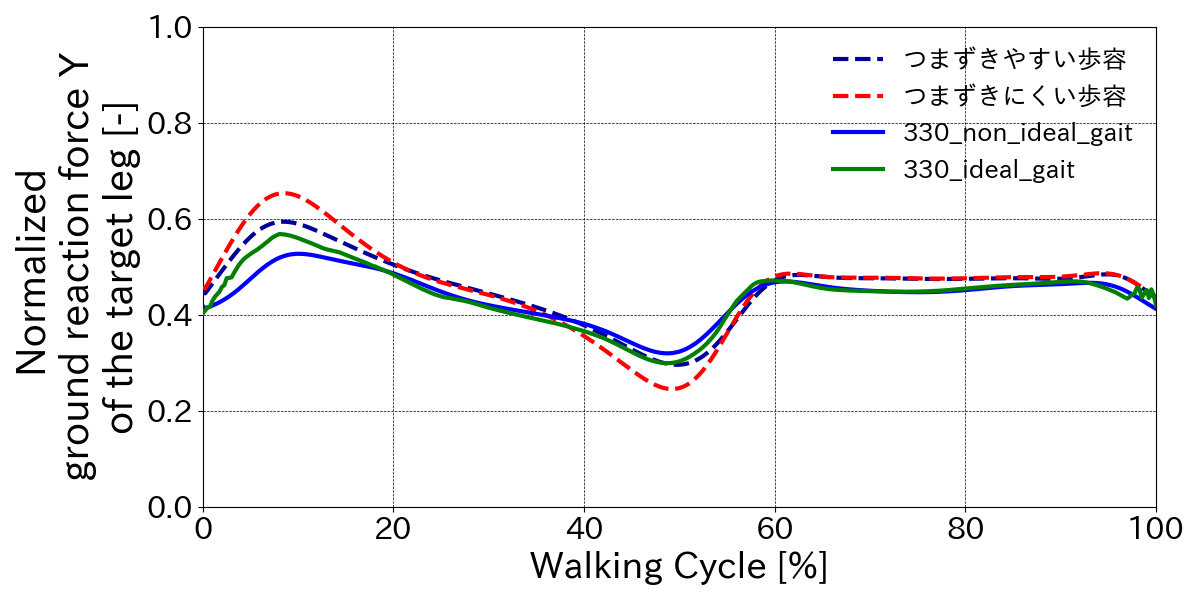 Normalized
ground reaction force Y
of the target leg [-]
1.0
0.8
0.6
0.4
0.2
0.0
0
20
40
60
80
100
Walking Cycle [%]
つまずきやすい歩容
つまずきにくい歩容
330_non_ideal_gait
330_ideal_gait